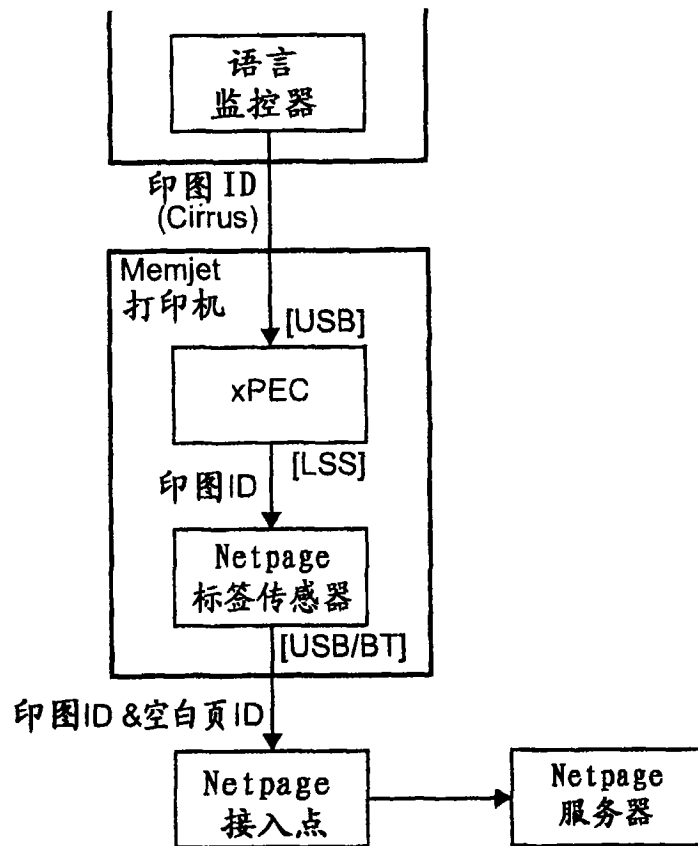 语言
监控器
印图 ID
(Cirrus)
Memjet
打印机
[USB]
xPEC
[LSS]
印图ID
Netpage
标签传感器
[USB/BT]
印图ID &空白页ID
Netpage
接入点
Netpage
服务器